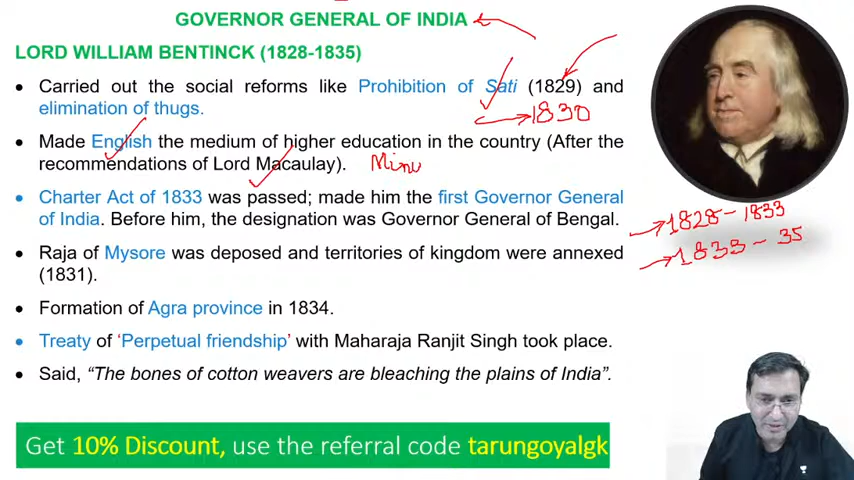 GOVERNOR GENERAL OF INDIA
LORD WILLIAM BENTINCK (1828-1835)
• Carried out the social reforms like Prohibition of Sati (1829) and
elimination of thugs.
1830
• Made English the medium of higher education in the country (After the
recommendations of Lord Macaulay). Minu
• Charter Act of 1833 was passed; made him the first Governor General
of India. Before him, the designation was Governor General of Bengal.
1828-1833
1833-35
• Raja of Mysore was deposed and territories of kingdom were annexed
(1831).
• Formation of Agra province in 1834.
• Treaty of 'Perpetual friendship' with Maharaja Ranjit Singh took place.
• Said, “The bones of cotton weavers are bleaching the plains of India”.
Get 10% Discount, use the referral code tarungoyalgk